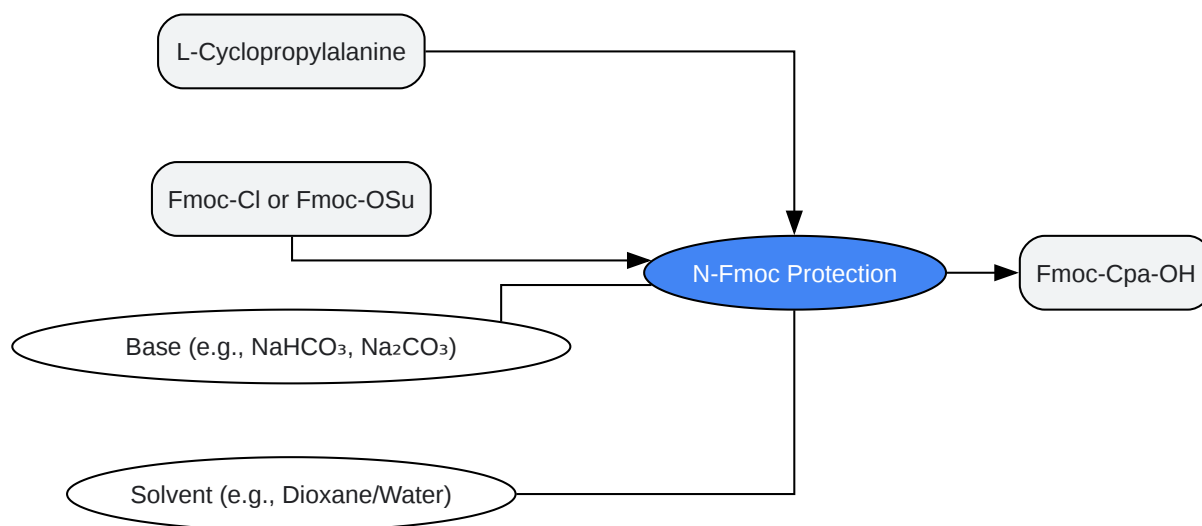 L-Cyclopropylalanine
Fmoc-Cl or Fmoc-OSu
N-Fmoc Protection
Fmoc-Cpa-OH
Base (e.g., NaHCO₃, Na₂CO₃)
Solvent (e.g., Dioxane/Water)